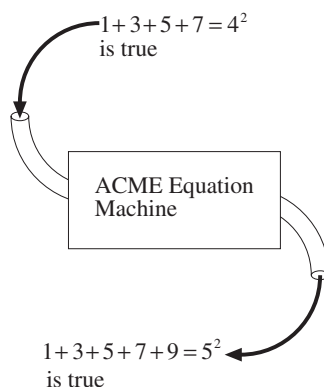 1+3+5+7=4²
is true
ACME Equation
Machine
1+3+5+7+9=5²
is true